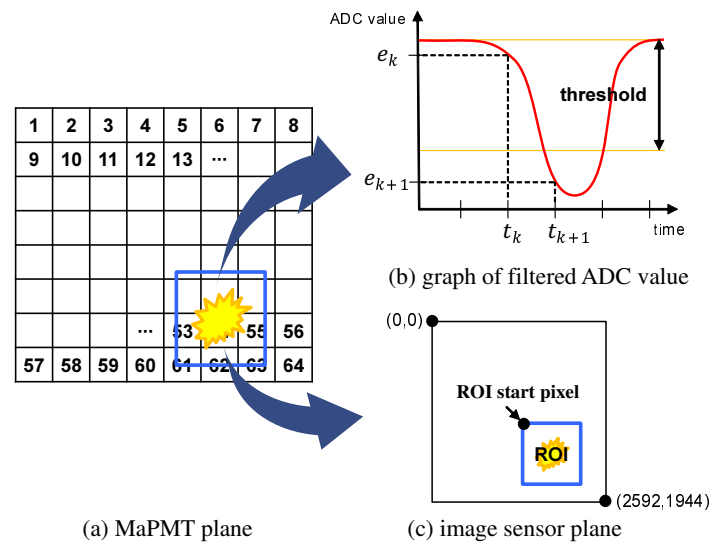 1 2 3 4 5 6 7 8
9 10 11 12 13 ...
... 53 55 56
57 58 59 60 61 62 63 64
(a) MaPMT plane
ADC value
e_k
threshold
e_{k+1}
t_k t_{k+1} time
(b) graph of filtered ADC value
(0,0)
ROI start pixel
ROI
(2592,1944)
(c) image sensor plane